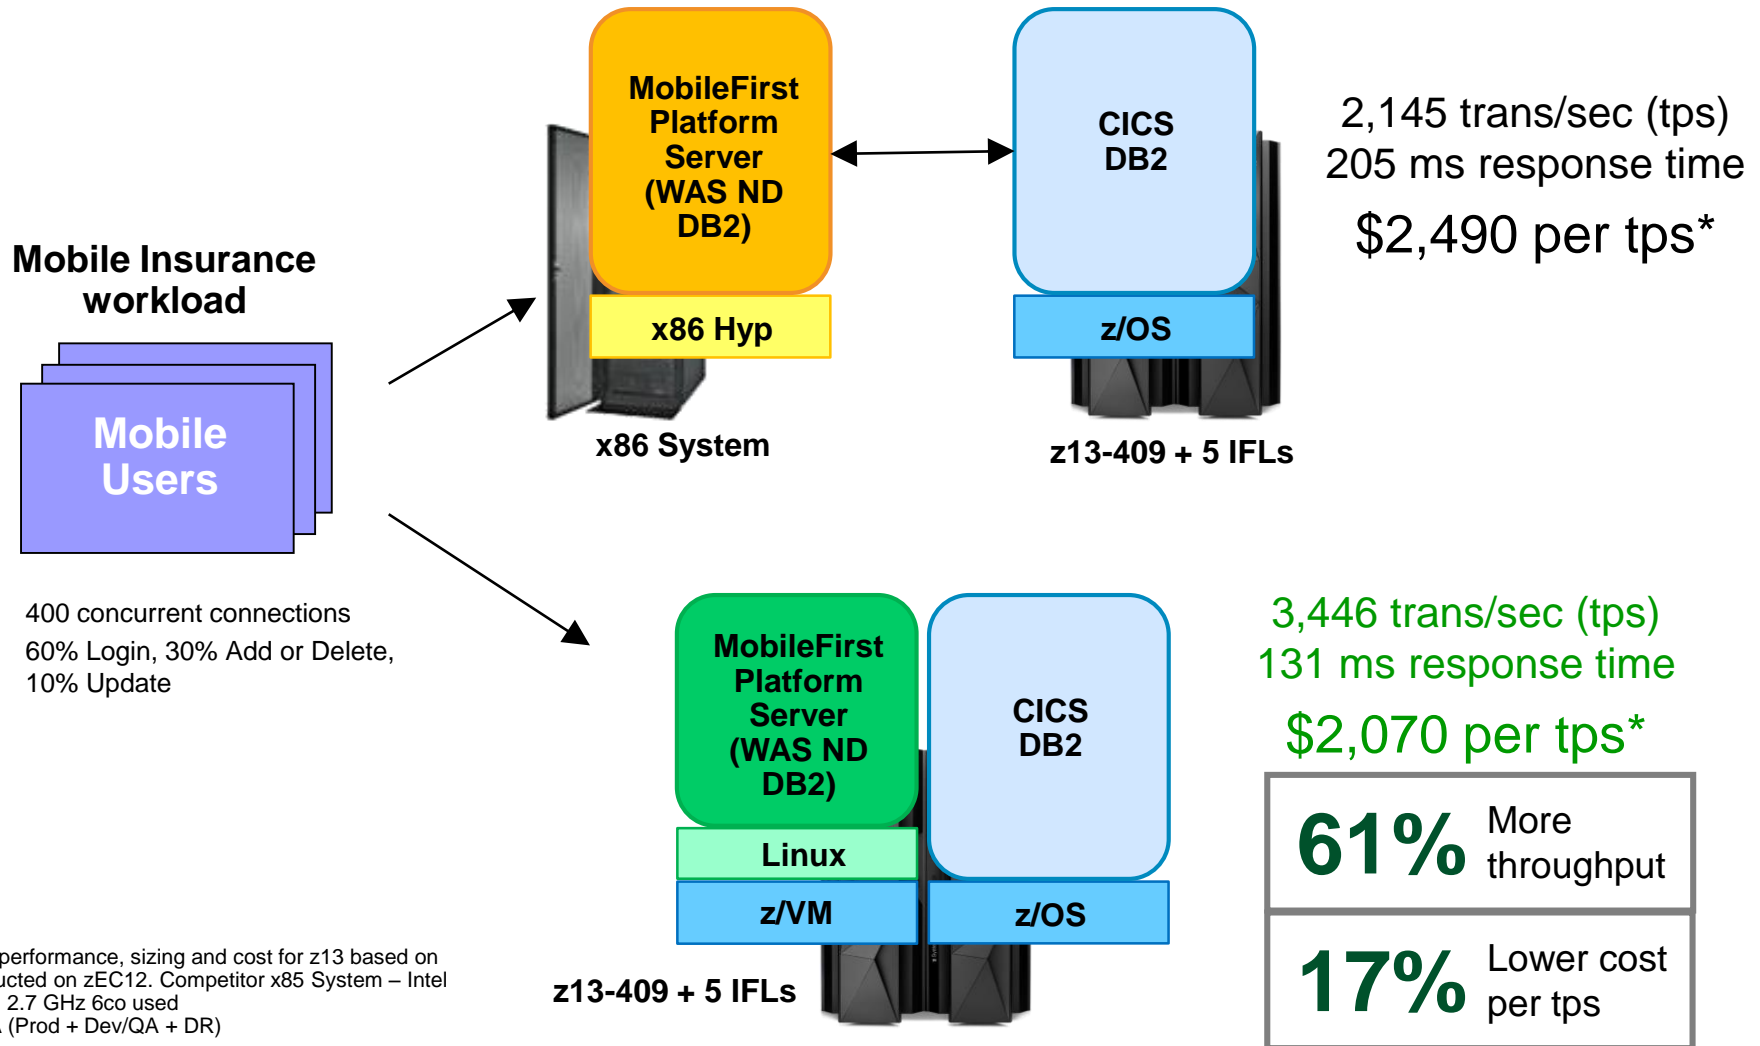 MobileFirst
Platform
Server
(WAS ND
DB2)
x86 Hyp
x86 System
CICS
DB2
z/OS
z13-409 + 5 IFLs
2,145 trans/sec (tps)
205 ms response time
$2,490 per tps*
Mobile Insurance
workload
Mobile
Users
400 concurrent connections
60% Login, 30% Add or Delete,
10% Update
MobileFirst
Platform
Server
(WAS ND
DB2)
Linux
z/VM
CICS
DB2
z/OS
z13-409 + 5 IFLs
3,446 trans/sec (tps)
131 ms response time
$2,070 per tps*
61% More
throughput
17% Lower cost
per tps
performance, sizing and cost for z13 based on
ucted on zEC12. Competitor x85 System – Intel
2.7 GHz 6co used
(Prod + Dev/QA + DR)